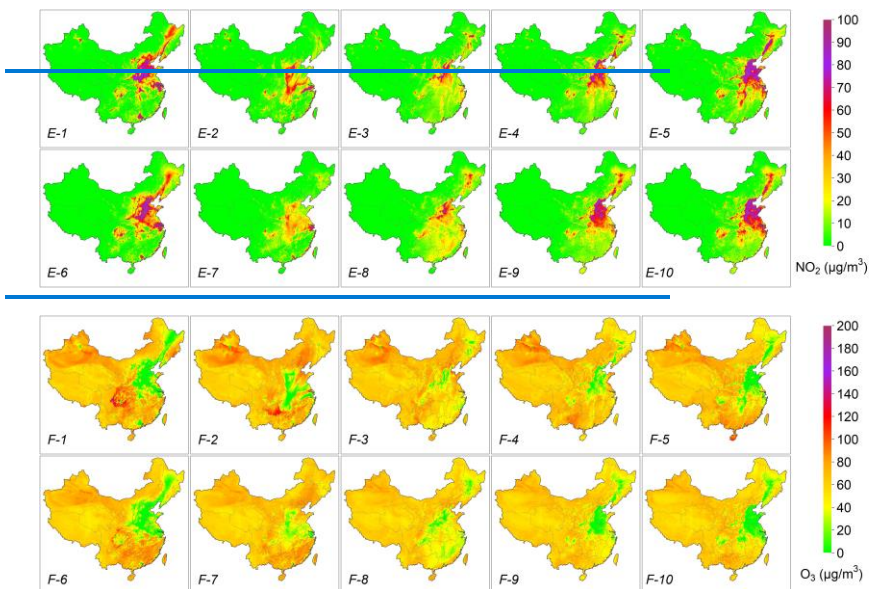 E-1
E-2
E-3
E-4
E-5
100
90
80
70
60
50
40
30
20
10
0
NO₂ (µg/m³)
E-6
E-7
E-8
E-9
E-10
F-1
F-2
F-3
F-4
F-5
200
180
160
140
120
100
80
60
40
20
0
O₃ (µg/m³)
F-6
F-7
F-8
F-9
F-10